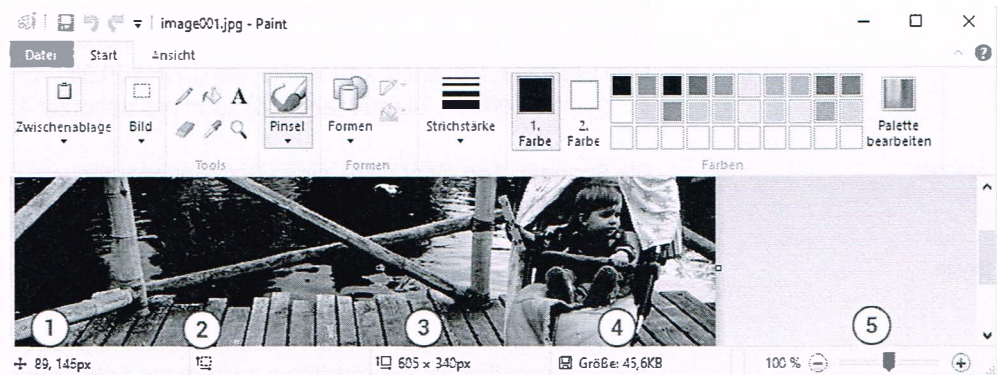 image001.jpg - Paint
Datei Start Ansicht
Zwischenablage Bild A Pinsel Formen Strichstärke 1. Farbe 2. Farbe Palette bearbeiten
Tools Formen Farben
1 2 3 4 5
89, 146px 605 × 340px Größe: 45,6KB 100 %